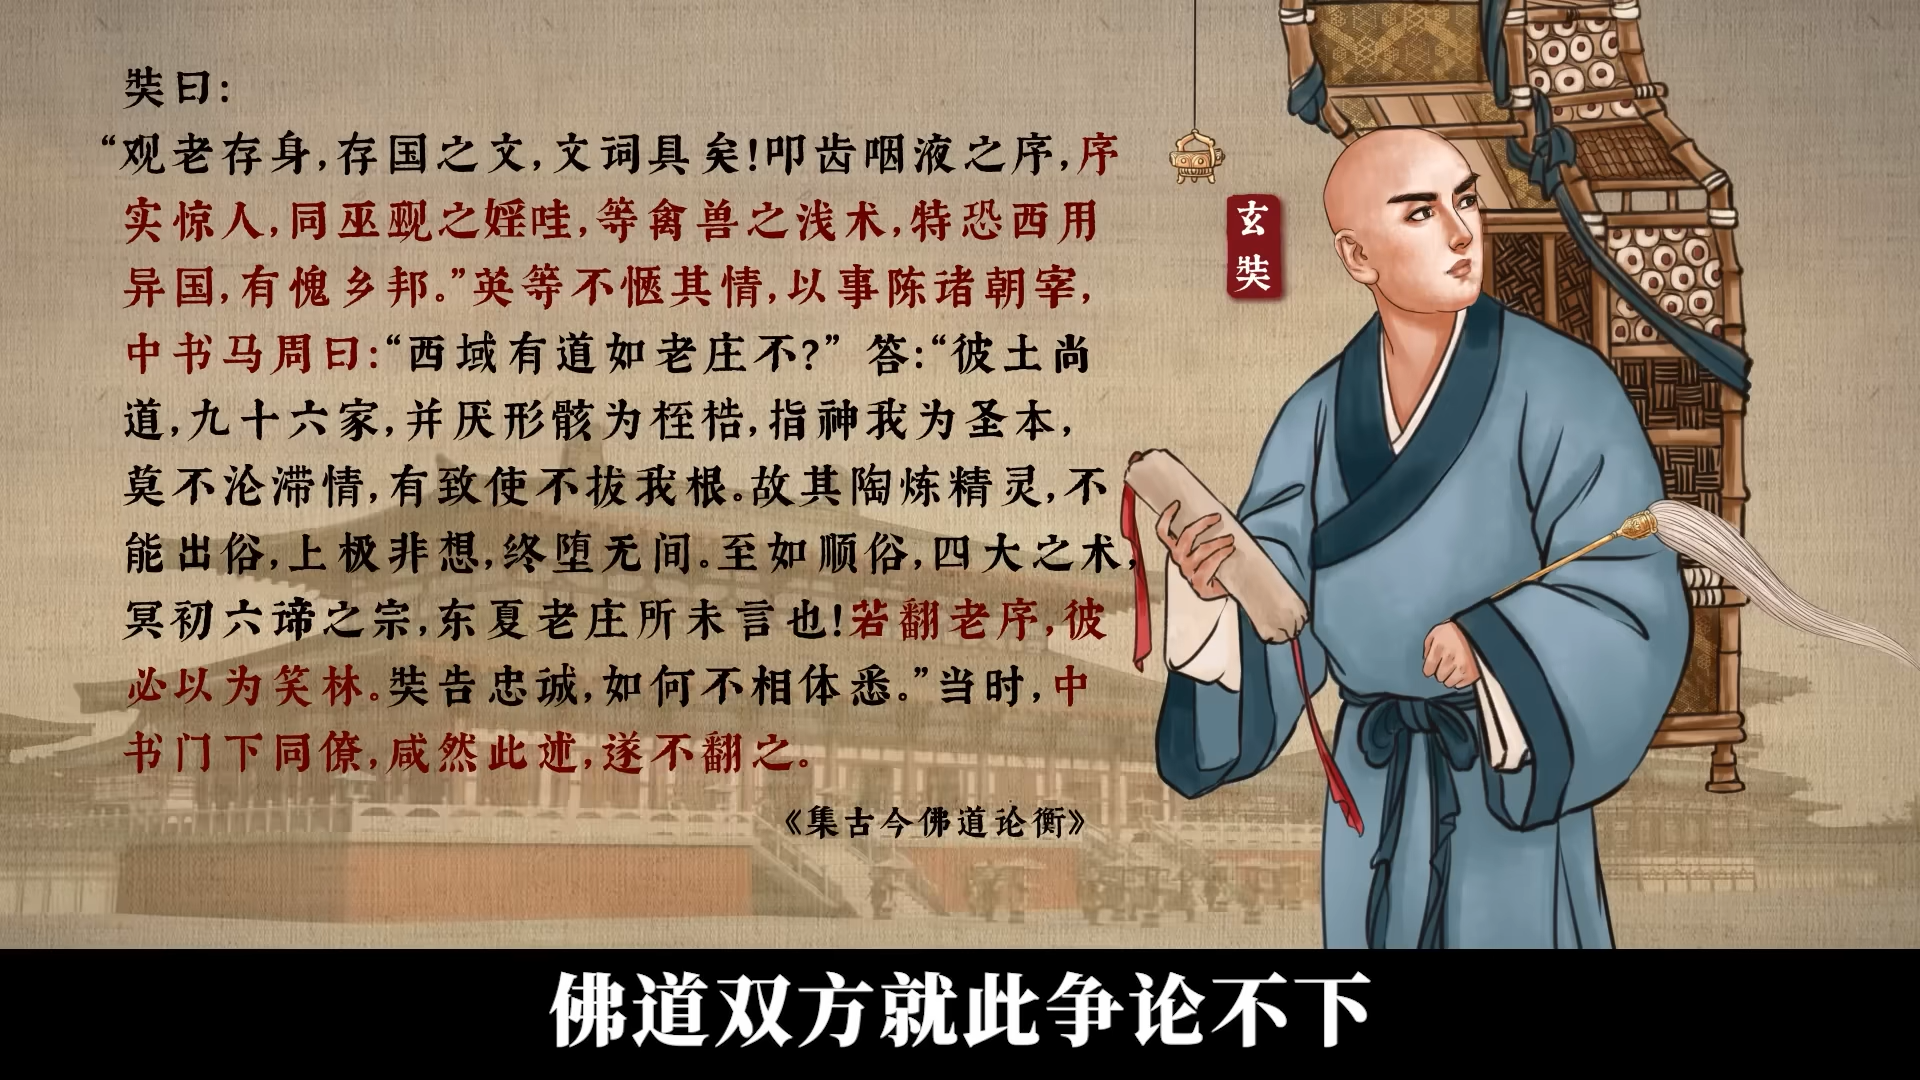 奘曰：
“观老存身，存国之文，文词具矣！叩齿咽液之序，序
实惊人，同巫觋之婬哇，等禽兽之浅术，特恐西用
异国，有愧乡邦。”英等不惬其情，以事陈诸朝宰，
中书马周曰：“西域有道如老庄不？” 答：“彼土尚
道，九十六家，并厌形骸为桎梏，指神我为圣本，
莫不沦滞情，有致使不拔我根。故其陶炼精灵，不
能出俗，上极非想，终堕无间。至如顺俗，四大之术，
冥初六谛之宗，东夏老庄所未言也！若翻老序，彼
必以为笑林。奘告忠诚，如何不相体悉。”当时，中
书门下同僚，咸然此述，遂不翻之。
《集古今佛道论衡》
玄奘
佛道双方就此争论不下